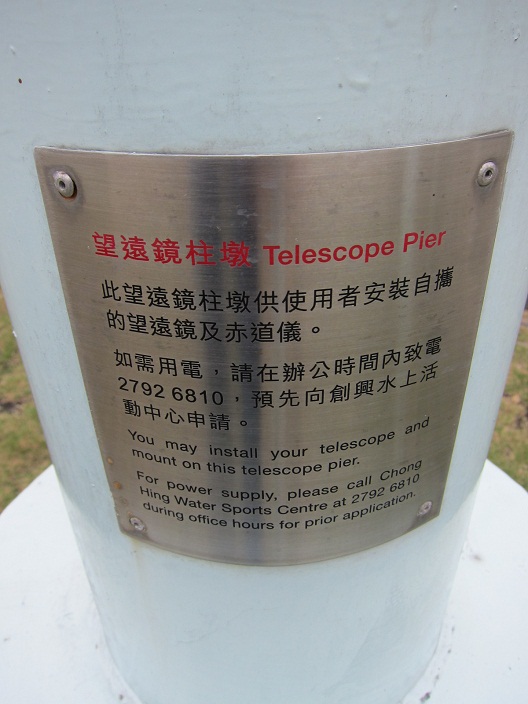 望遠鏡柱墩 Telescope Pier
此望遠鏡柱墩供使用者安裝自攜
的望遠鏡及赤道儀。
如需用電，請在辦公時間內致電
2792 6810，預先向創興水上活
動中心申請。
You may install your telescope and
mount on this telescope pier.
For power supply, please call Chong
Hing Water Sports Centre at 2792 6810
during office hours for prior application.